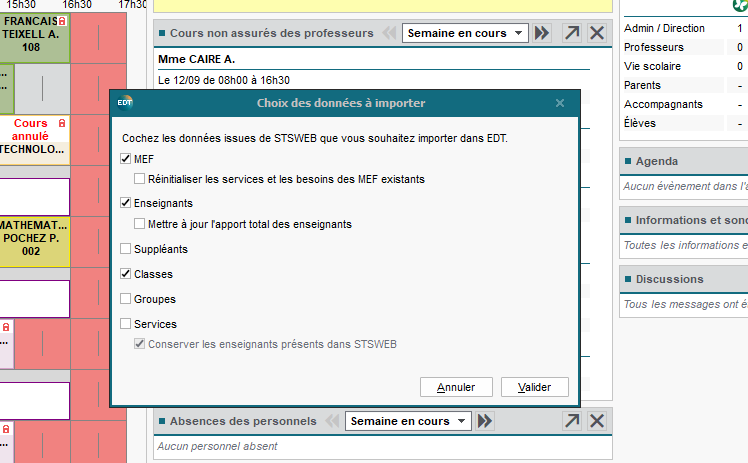 15h30 16h30 17h30
FRANCAIS
TEIXELL A.
108
...
...
Cours
annulé
TECHNOLO...
MATHEMAT...
POCHEZ P.
002
...
...
Cours non assurés des professeurs
Semaine en cours
Mme CAIRE A.
Le 12/09 de 08h00 à 16h30
EDT
Choix des données à importer
Cochez les données issues de STSWEB que vous souhaitez importer dans EDT.
MEF
Réinitialiser les services et les besoins des MEF existants
Enseignants
Mettre à jour l'apport total des enseignants
Suppléants
Classes
Groupes
Services
Conserver les enseignants présents dans STSWEB
Annuler Valider
Absences des personnels
Semaine en cours
Aucun personnel absent
Admin / Direction 1
Professeurs 0
Vie scolaire 0
Parents -
Accompagnants -
Élèves -
Agenda
Aucun évènement dans l'a
Informations et sond
Toutes les informations e
Discussions
Tous les messages ont é